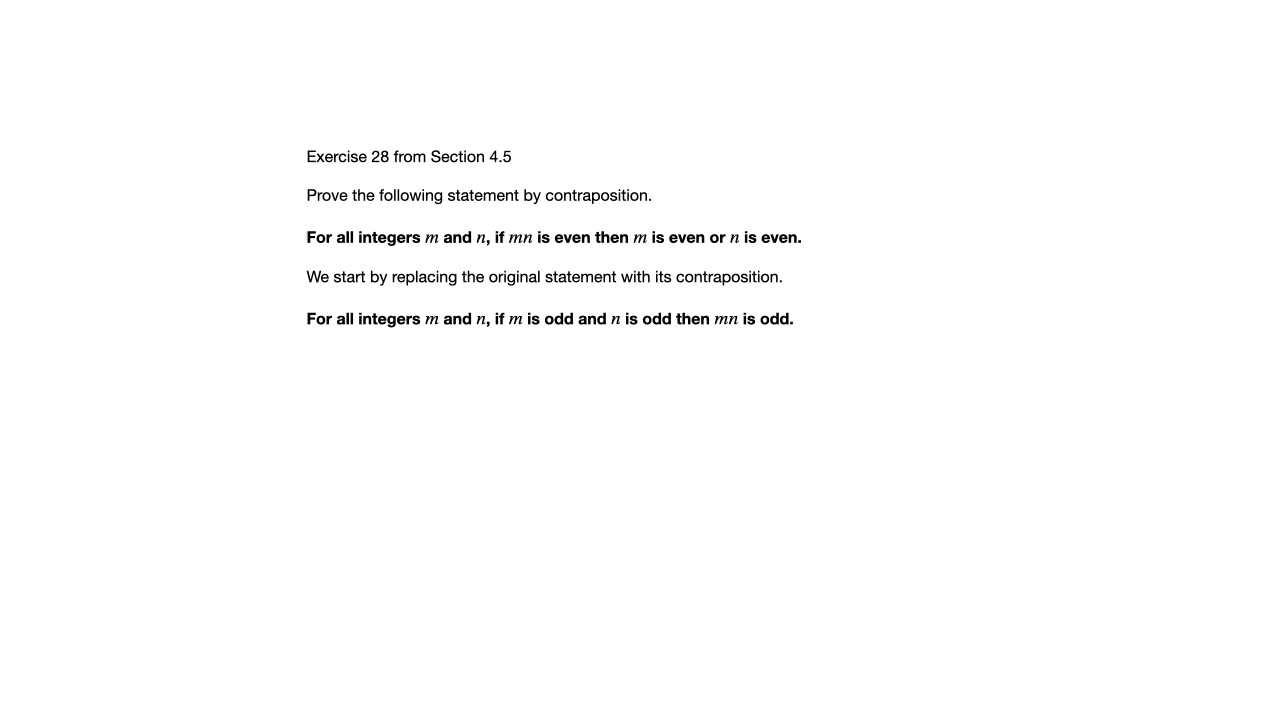 Exercise 28 from Section 4.5
Prove the following statement by contraposition.
For all integers m and n, if mn is even then m is even or n is even.
We start by replacing the original statement with its contraposition.
For all integers m and n, if m is odd and n is odd then mn is odd.